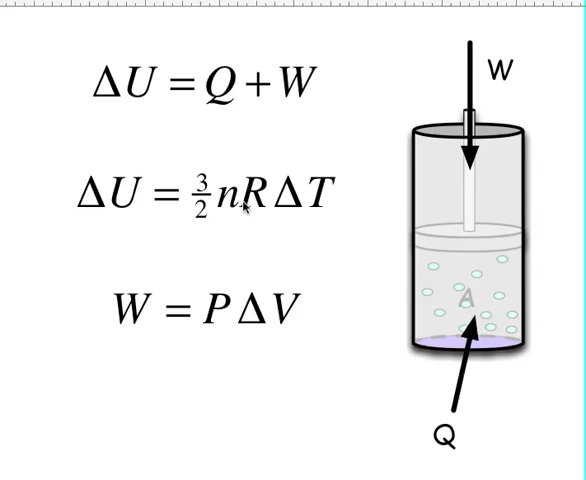 ΔU = Q + W
W
ΔU = 3/2 nRΔT
A
W = PΔV
Q